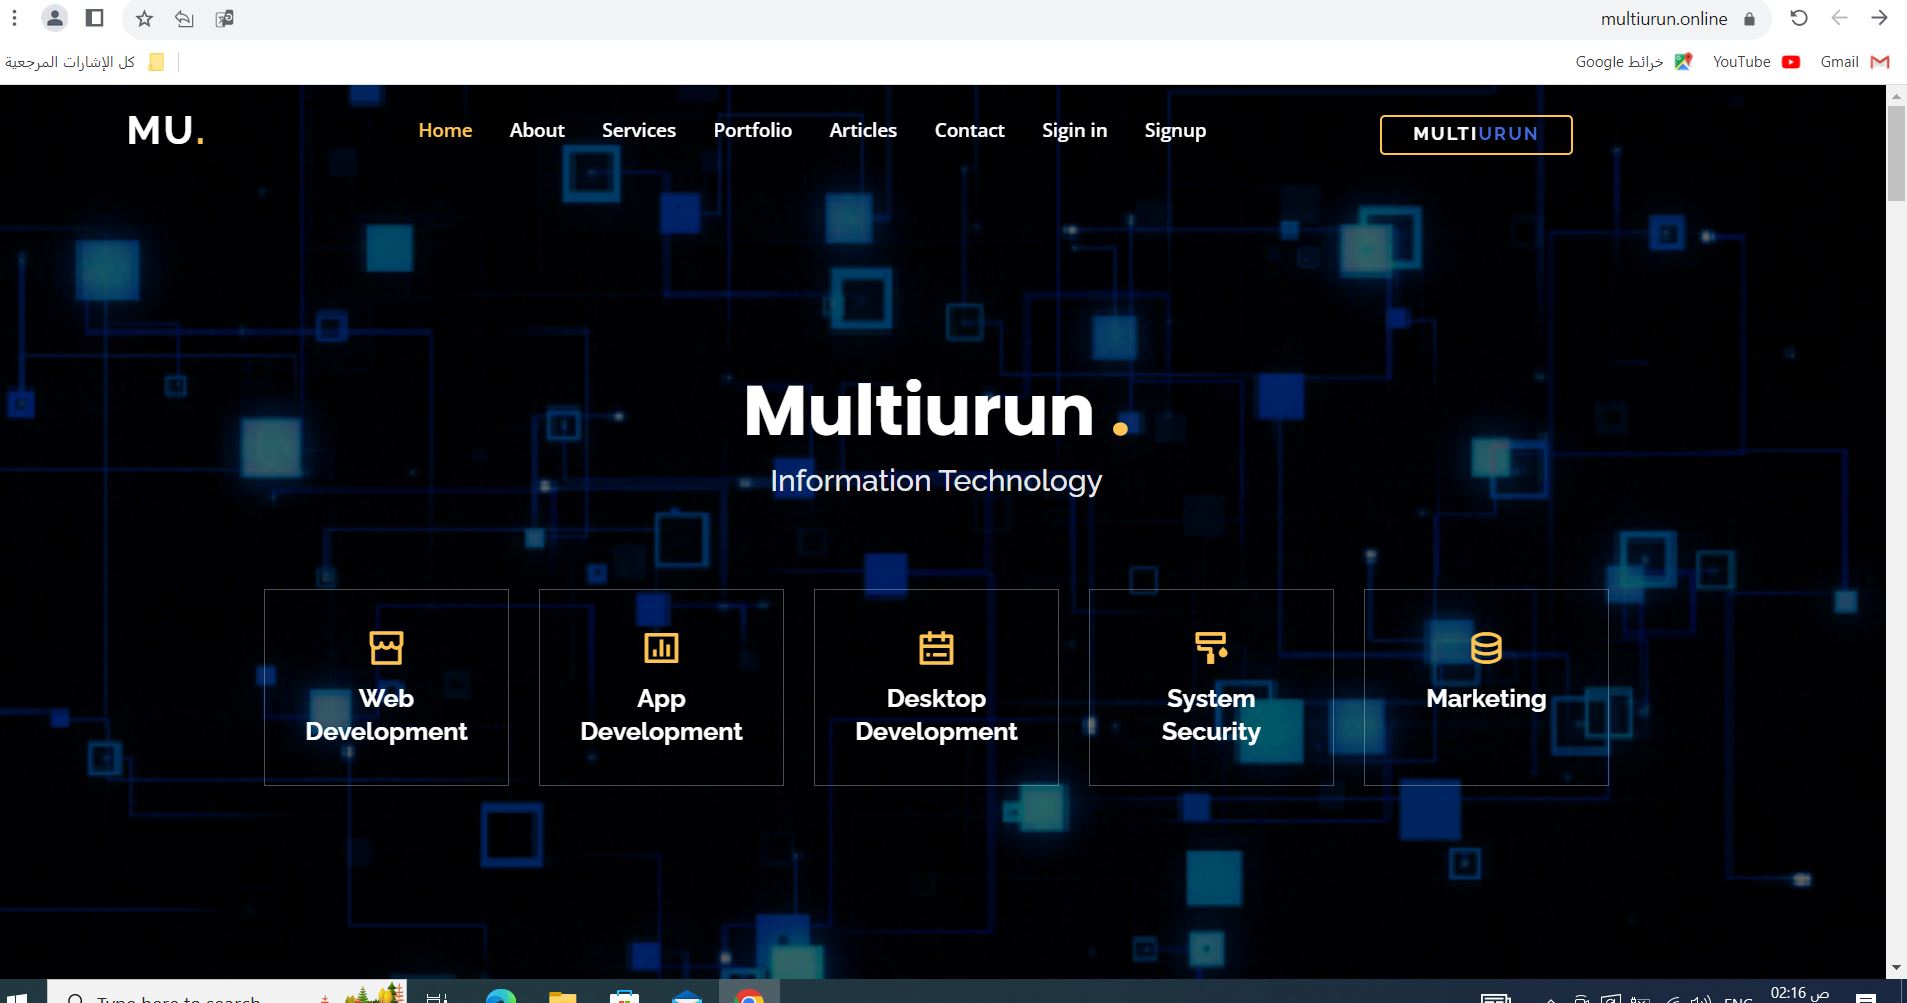 multiurun.online
كل الإشارات المرجعية
خرائط Google
YouTube
Gmail
MU.
Home About Services Portfolio Articles Contact Sigin in Signup
MULTIURUN
Multiurun .
Information Technology
Web
Development
App
Development
Desktop
Development
System
Security
Marketing
Type here to search
ENG
02:16 ص